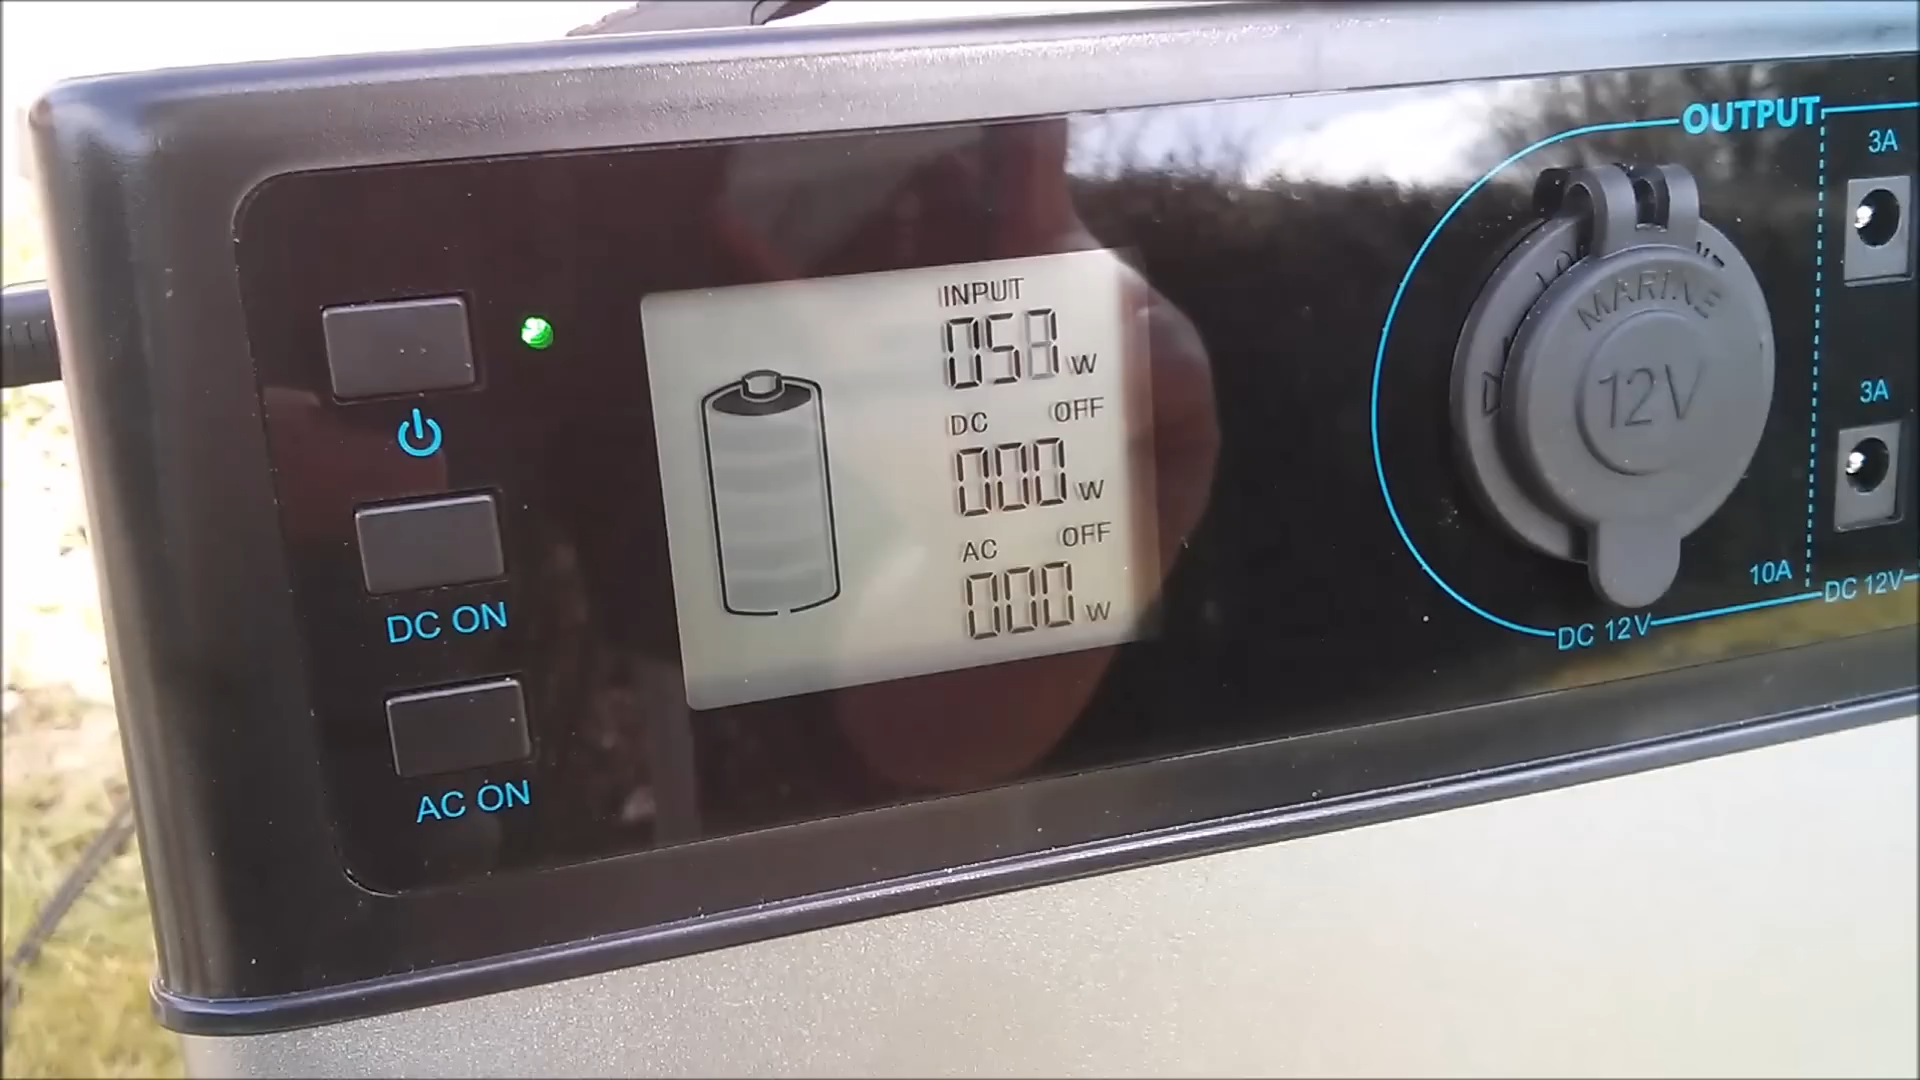 INPUT
051 W
DC OFF
000 W
AC OFF
000 W
DC ON
AC ON
OUTPUT
MARINE
12V
10A
DC 12V
3A
3A
DC 12V